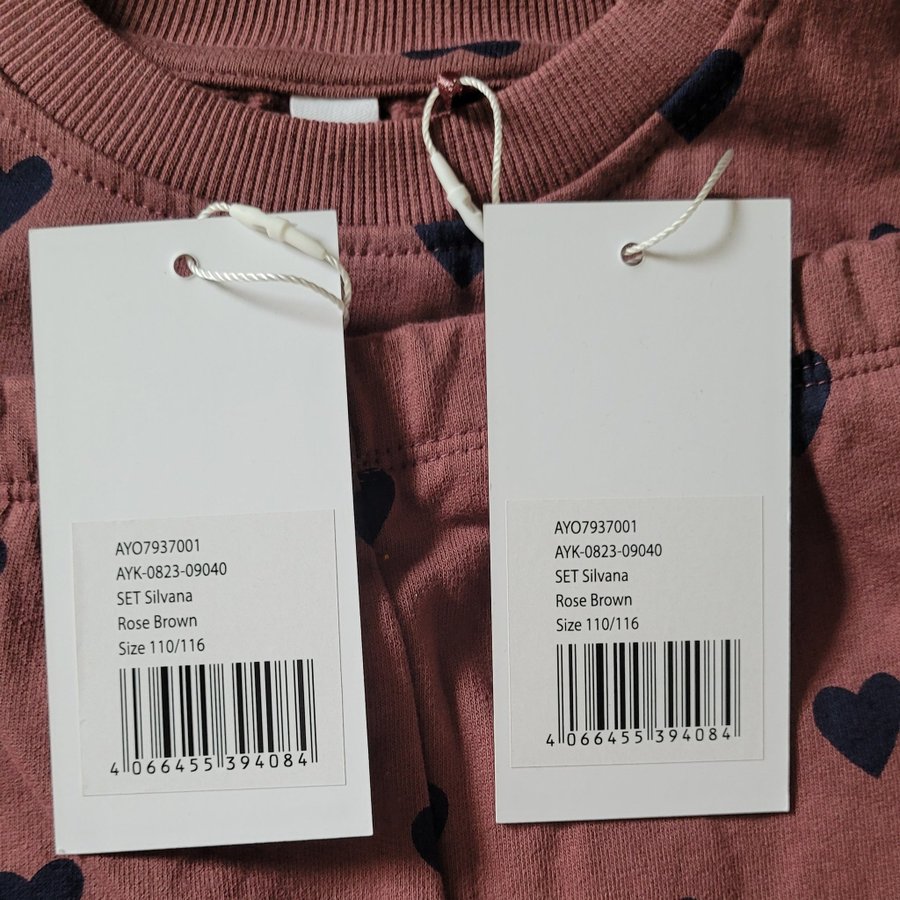 AYO7937001
AYK-0823-09040
SET Silvana
Rose Brown
Size 110/116
4 066455 394084
AYO7937001
AYK-0823-09040
SET Silvana
Rose Brown
Size 110/116
4 066455 394084